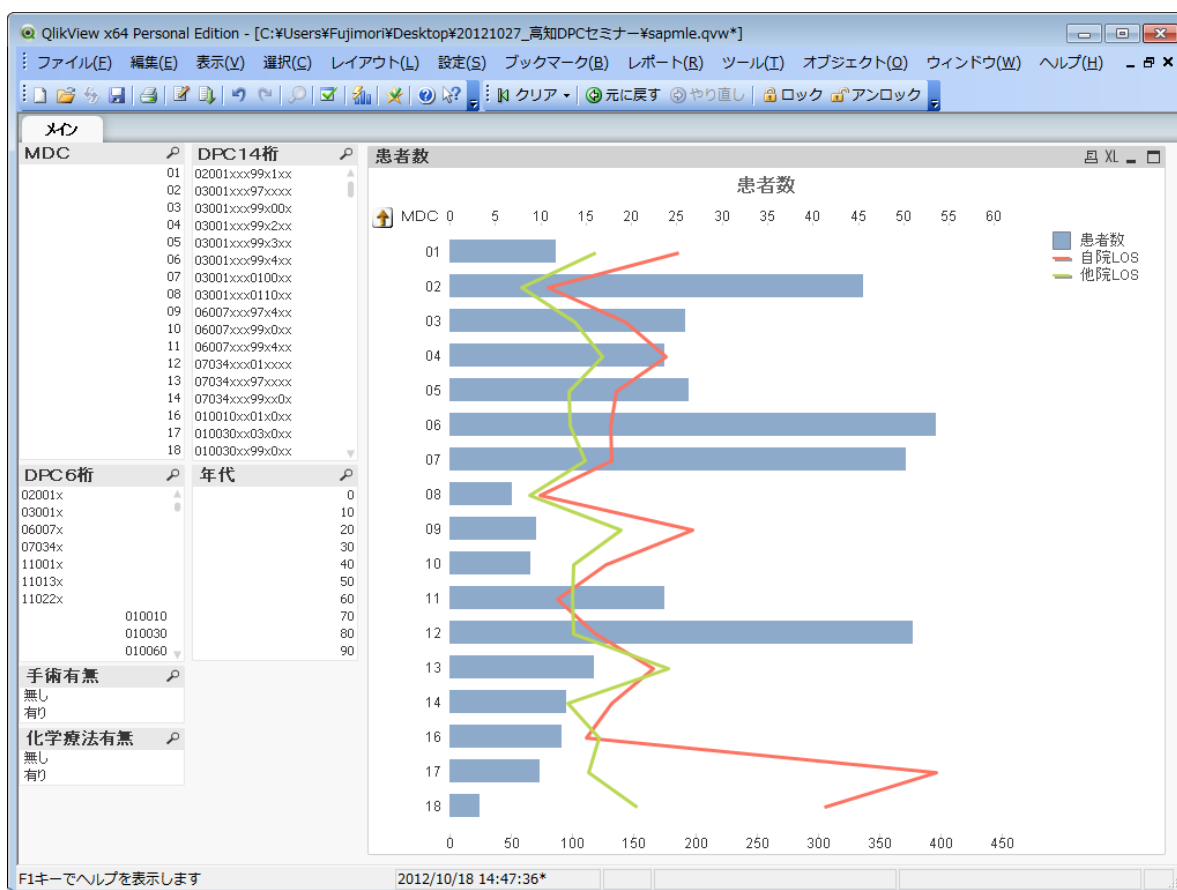 QlikView x64 Personal Edition - [C:¥Users¥Fujimori¥Desktop¥20121027_高知DPCセミナー¥sapmle.qvw*]
ファイル(F) 編集(E) 表示(V) 選択(C) レイアウト(L) 設定(S) ブックマーク(B) レポート(R) ツール(T) オブジェクト(O) ウィンドウ(W) ヘルプ(H)
クリア 元に戻す やり直し ロック アンロック
メイン
MDC
01
02
03
04
05
06
07
08
09
10
11
12
13
14
16
17
18
DPC14桁
02001xxx99x1xx
03001xxx97xxxx
03001xxx99x00x
03001xxx99x2xx
03001xxx99x3xx
03001xxx99x4xx
03001xxx0100xx
03001xxx0110xx
06007xxx97x4xx
06007xxx99x0xx
06007xxx99x4xx
07034xxx01xxxx
07034xxx97xxxx
07034xxx99xx0x
010010xx01x0xx
010030xx03x0xx
010030xx99x0xx
DPC6桁
02001x
03001x
06007x
07034x
11001x
11013x
11022x
010010
010030
010060
年代
0
10
20
30
40
50
60
70
80
90
手術有無
無し
有り
化学療法有無
無し
有り
患者数
XL
患者数
MDC 0 5 10 15 20 25 30 35 40 45 50 55 60
患者数
自院LOS
他院LOS
01
02
03
04
05
06
07
08
09
10
11
12
13
14
16
17
18
0 50 100 150 200 250 300 350 400 450
F1キーでヘルプを表示します 2012/10/18 14:47:36*